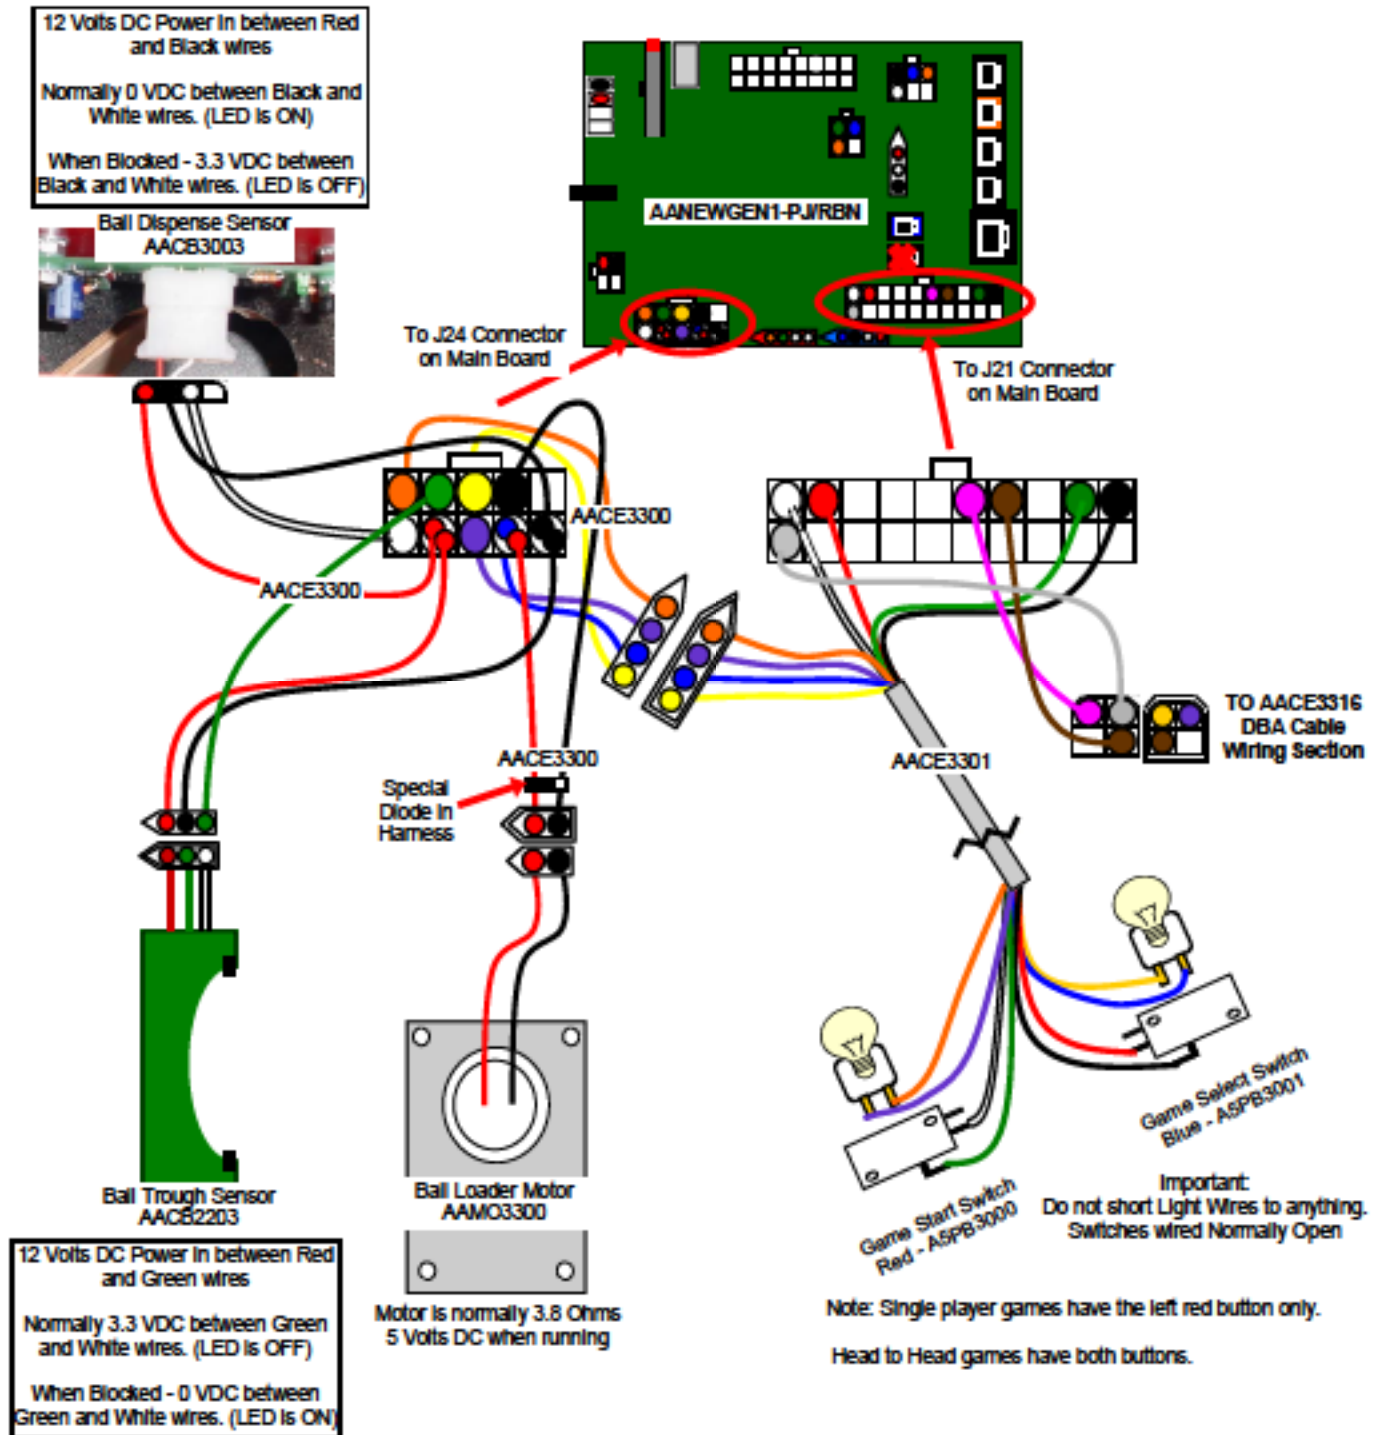 12 Volts DC Power In between Red
and Black wires
Normally 0 VDC between Black and
White wires. (LED is ON)
When Blocked - 3.3 VDC between
Black and White wires. (LED is OFF)
Ball Dispense Sensor
AACB3003
AANEWGEN1-PJ/RBN
To J24 Connector
on Main Board
To J21 Connector
on Main Board
AACE3300
AACE3300
TO AACE3316
DBA Cable
Wiring Section
AACE3300
AACE3301
Special
Diode In
Harness
Ball Trough Sensor
AACB2203
12 Volts DC Power In between Red
and Green wires
Normally 3.3 VDC between Green
and White wires. (LED is OFF)
When Blocked - 0 VDC between
Green and White wires. (LED is ON)
Ball Loader Motor
AAMO3300
Motor is normally 3.8 Ohms
5 Volts DC when running
Game Start Switch
Red - A5PB3000
Game Select Switch
Blue - A5PB3001
Important:
Do not short Light Wires to anything.
Switches wired Normally Open
Note: Single player games have the left red button only.
Head to Head games have both buttons.